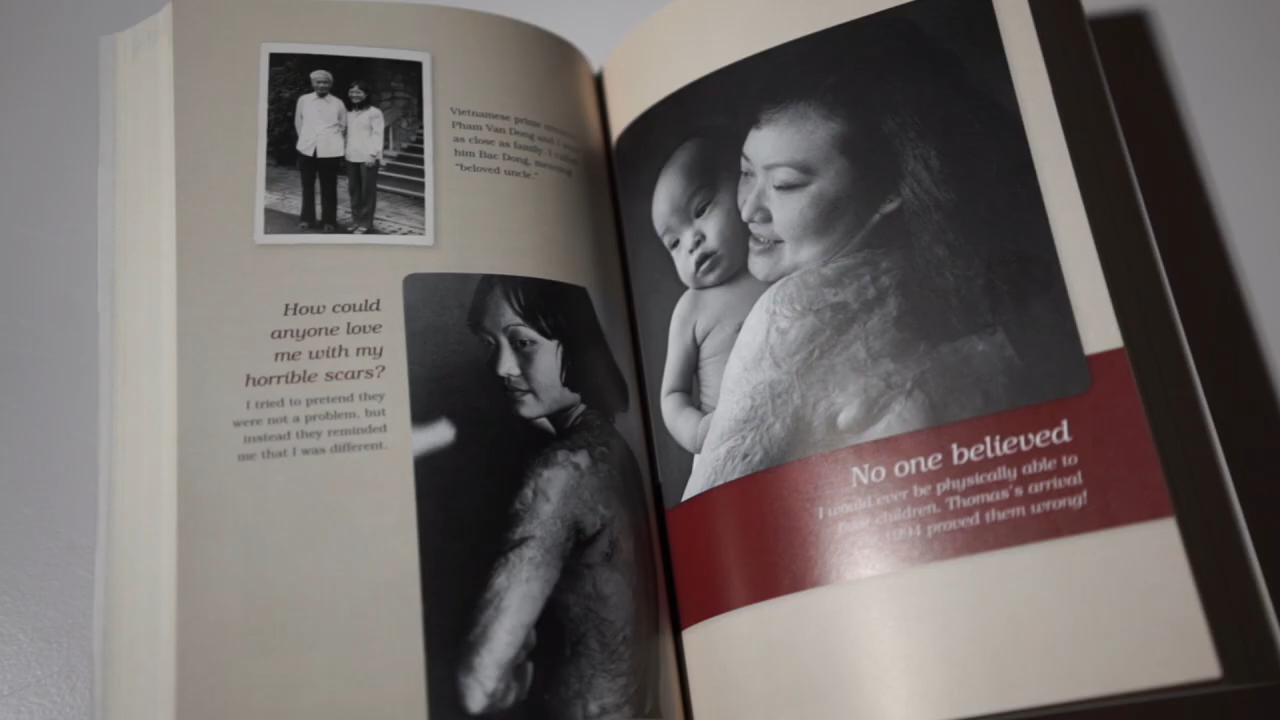 Vietnamese prime
Pham Van Dong and I
as close as family. I
him Bac Dong, meaning
"beloved uncle."
How could
anyone love
me with my
horrible scars?
I tried to pretend they
were not a problem, but
instead they reminded
me that I was different.
No one believed
I would ever be physically able to
children. Thomas's arrival
1994 proved them wrong!